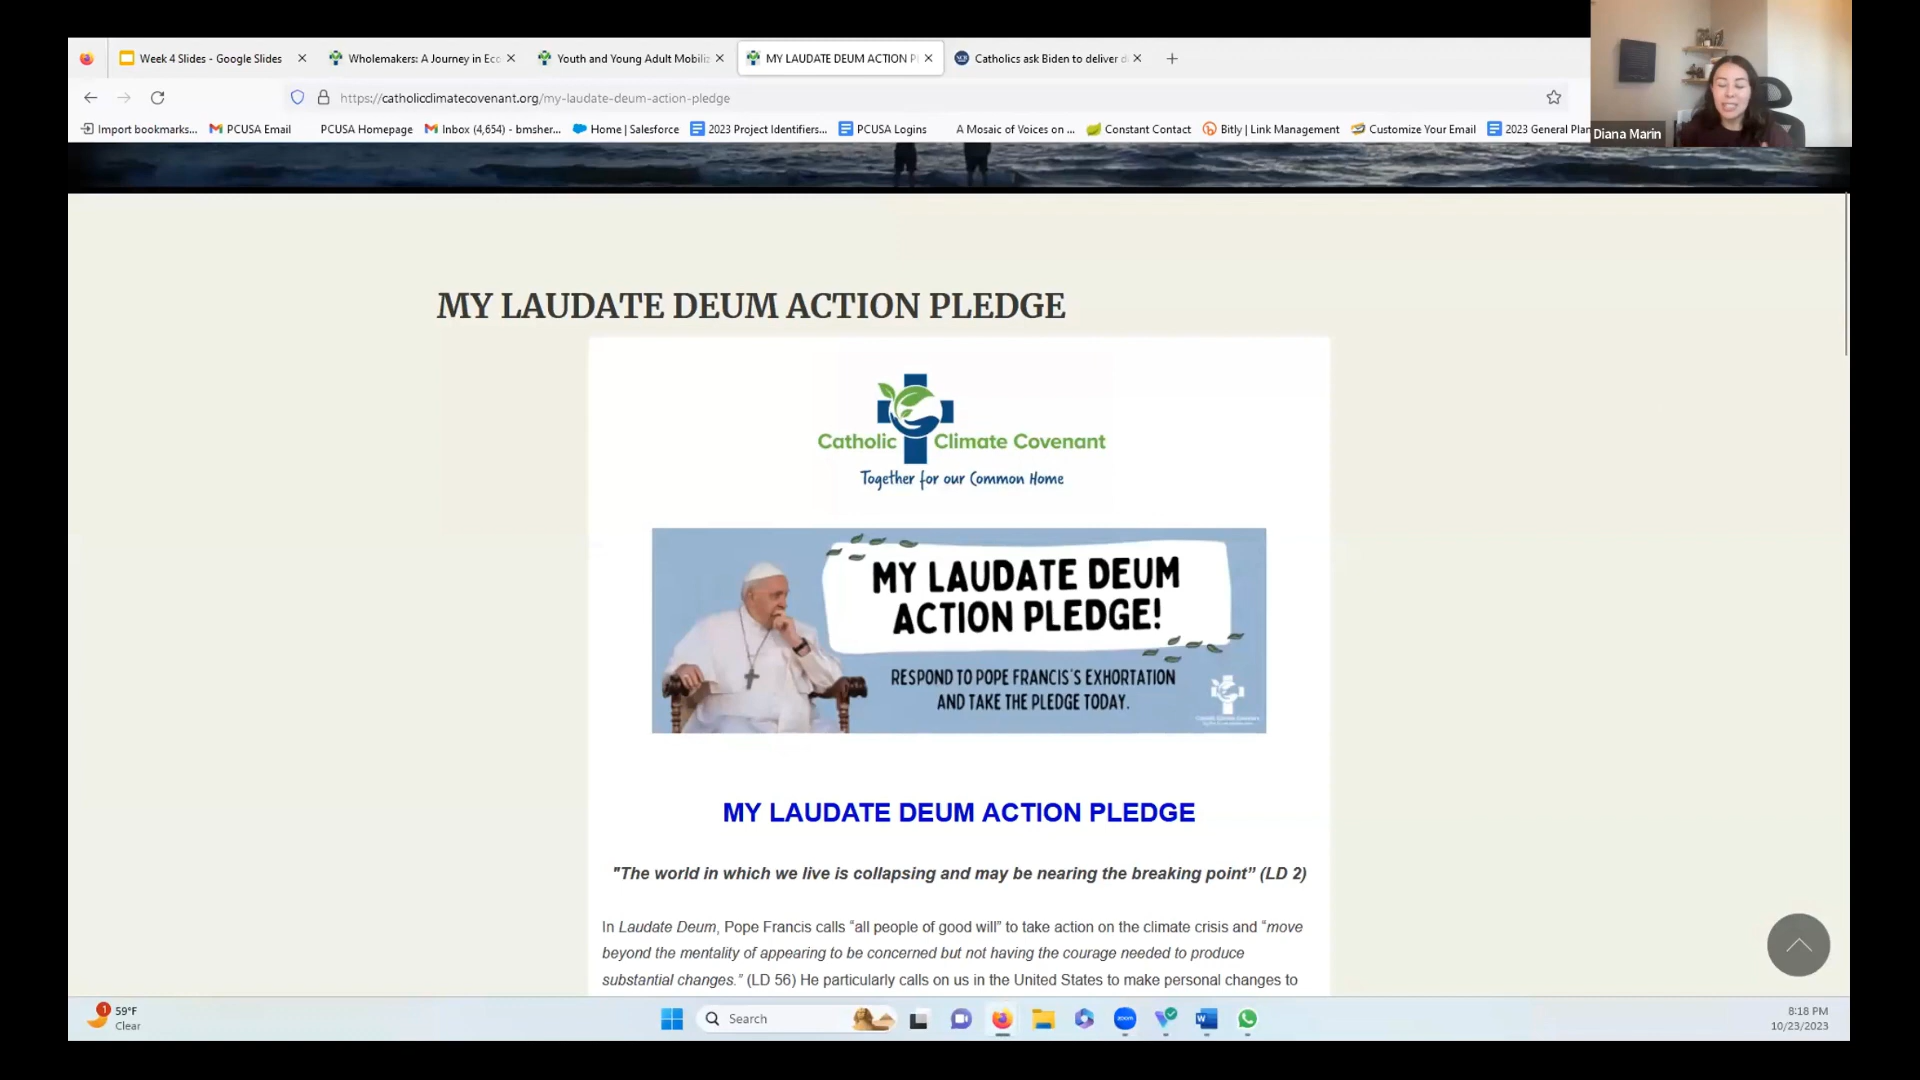 Week 4 Slides - Google Slides
Wholemakers: A Journey in Ecc
Youth and Young Adult Mobiliz
MY LAUDATE DEUM ACTION P
Catholics ask Biden to deliver d
https://catholicclimatecovenant.org/my-laudate-deum-action-pledge
Import bookmarks... PCUSA Email PCUSA Homepage Inbox (4,654) - bmsher... Home | Salesforce 2023 Project Identifiers... PCUSA Logins A Mosaic of Voices on ... Constant Contact Bitly | Link Management Customize Your Email 2023 General Plan
Diana Marin
MY LAUDATE DEUM ACTION PLEDGE
Catholic Climate Covenant
Together for our Common Home
MY LAUDATE DEUM
ACTION PLEDGE!
RESPOND TO POPE FRANCIS'S EXHORTATION
AND TAKE THE PLEDGE TODAY.
MY LAUDATE DEUM ACTION PLEDGE
"The world in which we live is collapsing and may be nearing the breaking point” (LD 2)
In Laudate Deum, Pope Francis calls “all people of good will” to take action on the climate crisis and “move
beyond the mentality of appearing to be concerned but not having the courage needed to produce
substantial changes.” (LD 56) He particularly calls on us in the United States to make personal changes to
1
59°F
Clear
Search
zoom
8:18 PM
10/23/2023